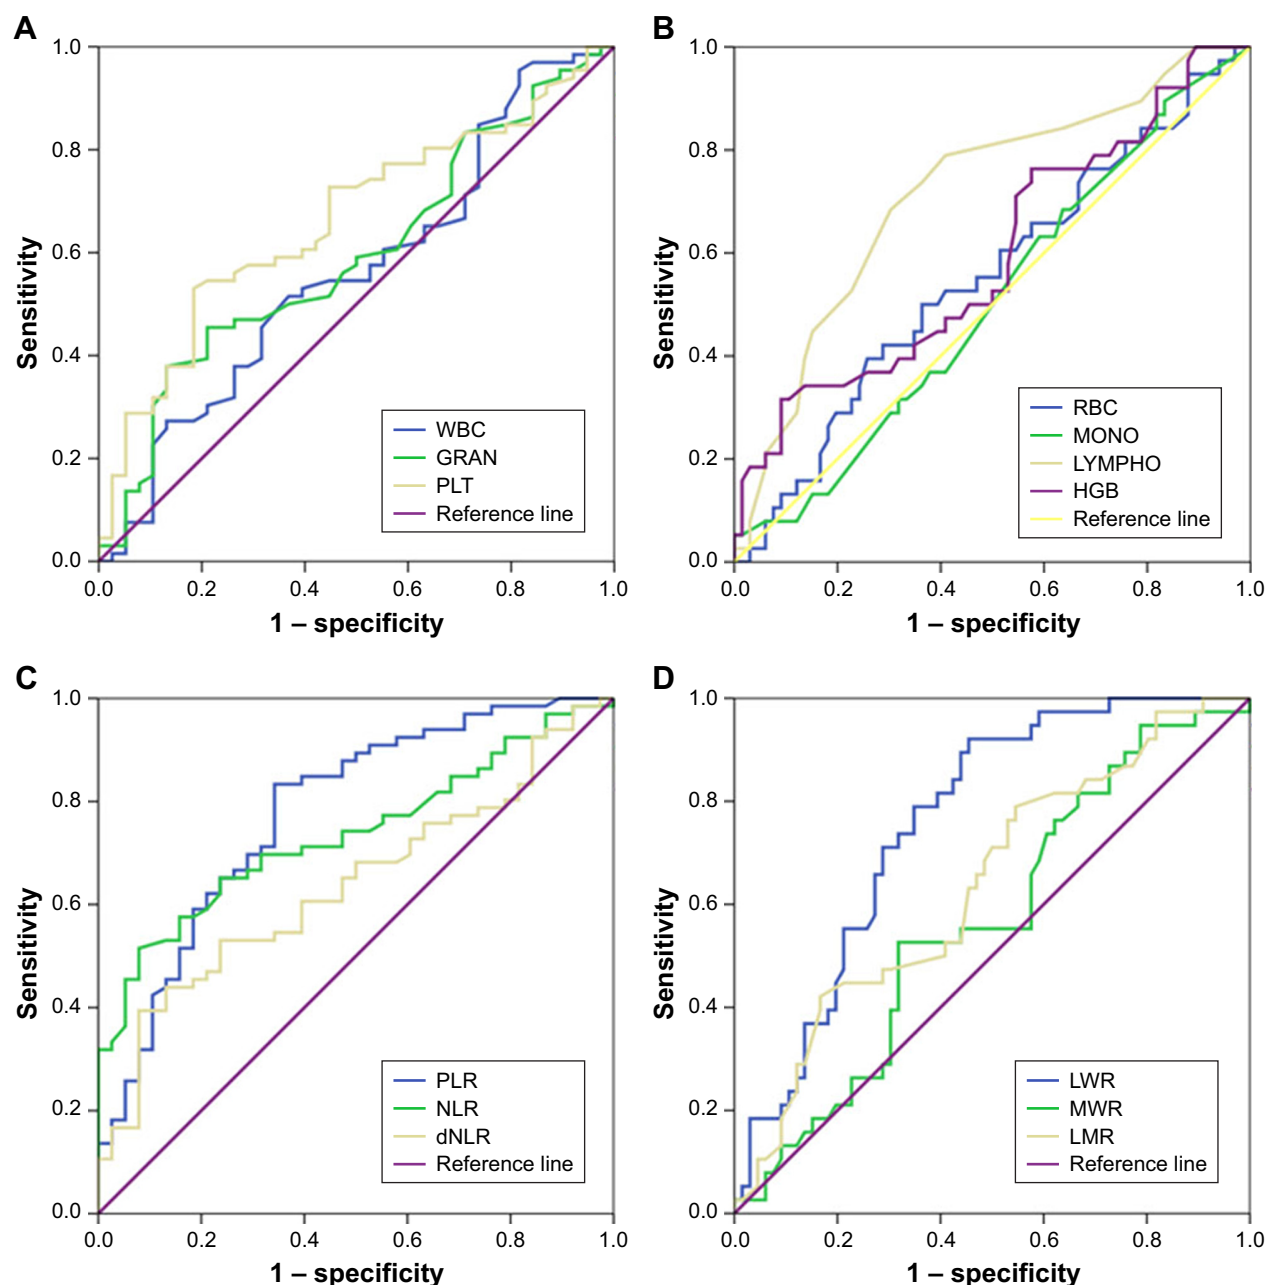 A
1.0
0.8
0.6
0.4
0.2
0.0
Sensitivity
WBC
GRAN
PLT
Reference line
0.0 0.2 0.4 0.6 0.8 1.0
1 – specificity
B
1.0
0.8
0.6
0.4
0.2
0.0
Sensitivity
RBC
MONO
LYMPHO
HGB
Reference line
0.0 0.2 0.4 0.6 0.8 1.0
1 – specificity
C
1.0
0.8
0.6
0.4
0.2
0.0
Sensitivity
PLR
NLR
dNLR
Reference line
0.0 0.2 0.4 0.6 0.8 1.0
1 – specificity
D
1.0
0.8
0.6
0.4
0.2
0.0
Sensitivity
LWR
MWR
LMR
Reference line
0.0 0.2 0.4 0.6 0.8 1.0
1 – specificity